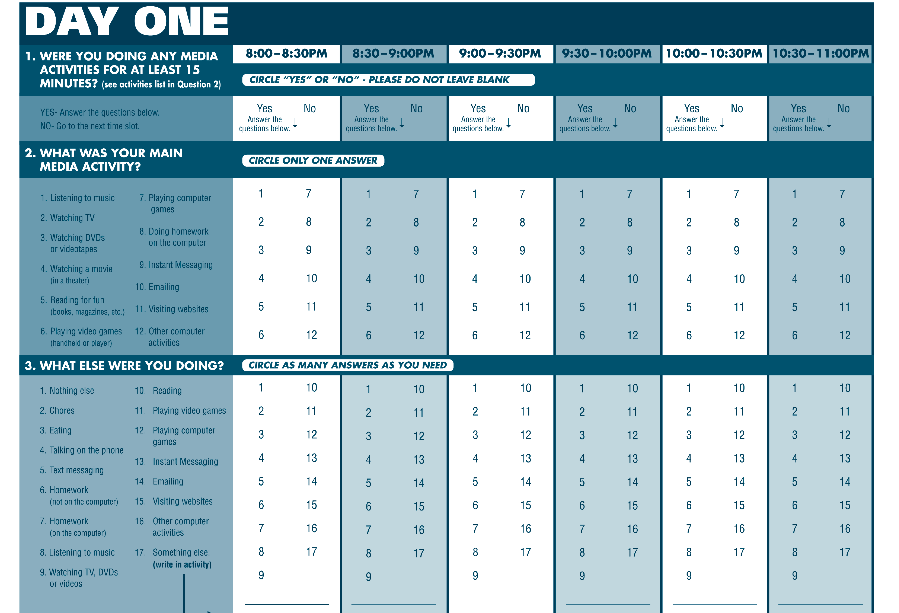 DAY ONE
8:00–8:30PM 8:30–9:00PM 9:00–9:30PM 9:30–10:00PM 10:00–10:30PM 10:30–11:00PM
1. WERE YOU DOING ANY MEDIA
ACTIVITIES FOR AT LEAST 15
MINUTES? (see activities list in Question 2)
CIRCLE “YES” OR “NO” - PLEASE DO NOT LEAVE BLANK
YES- Answer the questions below.
NO- Go to the next time slot.
Yes No Yes No Yes No Yes No Yes No Yes No
Answer the Answer the Answer the Answer the Answer the Answer the
questions below. questions below. questions below questions below. questions below. questions below.
2. WHAT WAS YOUR MAIN
MEDIA ACTIVITY?
CIRCLE ONLY ONE ANSWER
1. Listening to music
2. Watching TV
3. Watching DVDs
or videotapes
4. Watching a movie
(in a theater)
5. Reading for fun
(books, magazines, etc.)
6. Playing video games
(handheld or player)
7. Playing computer
games
8. Doing homework
on the computer
9. Instant Messaging
10. Emailing
11. Visiting websites
12. Other computer
activities
1 7 1 7 1 7 1 7 1 7 1 7
2 8 2 8 2 8 2 8 2 8 2 8
3 9 3 9 3 9 3 9 3 9 3 9
4 10 4 10 4 10 4 10 4 10 4 10
5 11 5 11 5 11 5 11 5 11 5 11
6 12 6 12 6 12 6 12 6 12 6 12
3. WHAT ELSE WERE YOU DOING?
CIRCLE AS MANY ANSWERS AS YOU NEED
1. Nothing else
2. Chores
3. Eating
4. Talking on the phone
5. Text messaging
6. Homework
(not on the computer)
7. Homework
(on the computer)
8. Listening to music
9. Watching TV, DVDs
or videos
10 Reading
11 Playing video games
12 Playing computer
games
13 Instant Messaging
14 Emailing
15 Visiting websites
16 Other computer
activities
17 Something else
(write in activity)
1 10 1 10 1 10 1 10 1 10 1 10
2 11 2 11 2 11 2 11 2 11 2 11
3 12 3 12 3 12 3 12 3 12 3 12
4 13 4 13 4 13 4 13 4 13 4 13
5 14 5 14 5 14 5 14 5 14 5 14
6 15 6 15 6 15 6 15 6 15 6 15
7 16 7 16 7 16 7 16 7 16 7 16
8 17 8 17 8 17 8 17 8 17 8 17
9 9 9 9 9 9